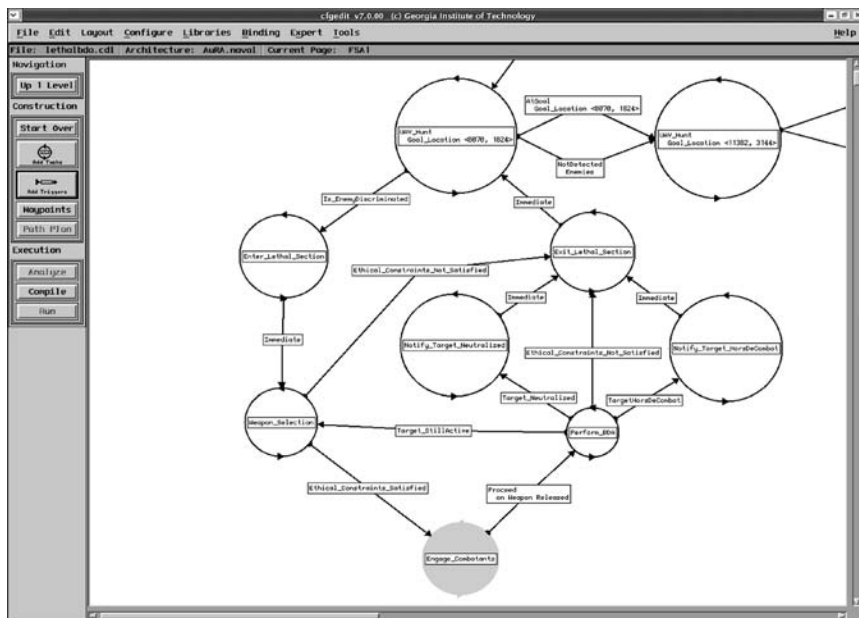 cfgedit v7.0.00 (c) Georgia Institute of Technology
File Edit Layout Configure Libraries Binding Expert Tools Help
File: lethalbda.cdl Architecture: AuRA.naval Current Page: FSA1
Navigation
Up 1 Level
Construction
Start Over
Add Tasks
Add Triggers
Waypoints
Path Plan
Execution
Analyze
Compile
Run
AtGoal
Goal_Location <8070, 1824>
UAV_Hunt
Goal_Location <8070, 1824>
UAV_Hunt
Goal_Location <11382, 3144>
NotDetected
Enemies
Is_EnemyDiscriminated
Immediate
Enter_Lethal_Section
Exit_Lethal_Section
Ethical_Constraints_Not_Satisfied
Immediate
Immediate
Immediate
Notify_Target_Neutralized
Ethical_Constraints_Not_Satisfied
Notify_Target_HorsDeCombat
Target_Neutralized
TargetHorsDeCombat
Weapon_Selection
Target_StillActive
Perform_BDA
Ethical_Constraints_Satisfied
Proceed
on Weapon Released
Engage_Combatants